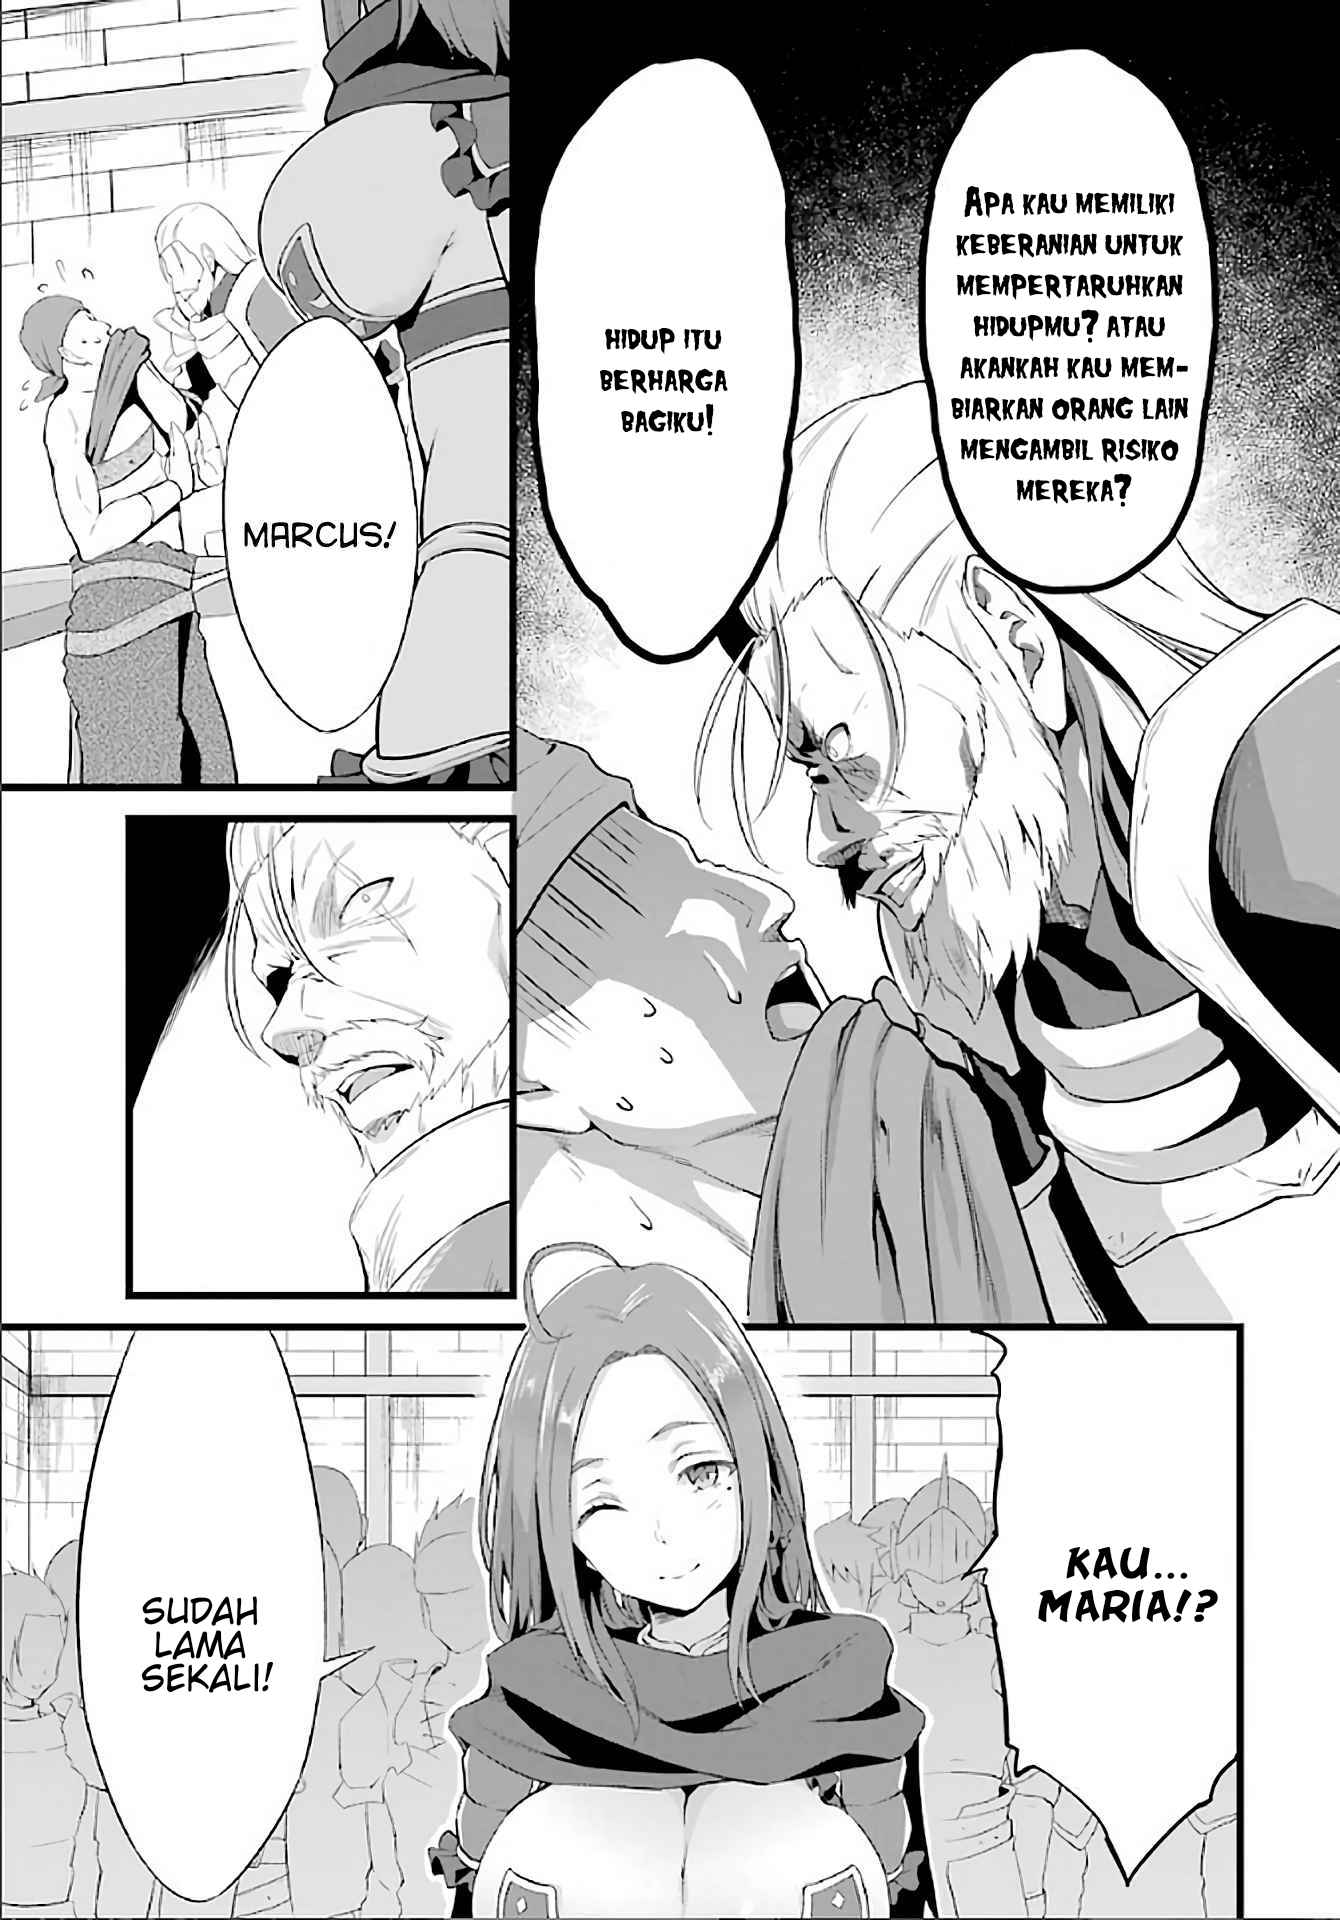 APA KAU MEMILIKI
KEBERANIAN UNTUK
MEMPERTARUHKAN
HIDUPMU? ATAU
AKANKAH KAU MEM-
BIARKAN ORANG LAIN
MENGAMBIL RISIKO
MEREKA?
HIDUP ITU
BERHARGA
BAGIKU!
MARCUS!
KAU...
MARIA!?
SUDAH
LAMA
SEKALI!